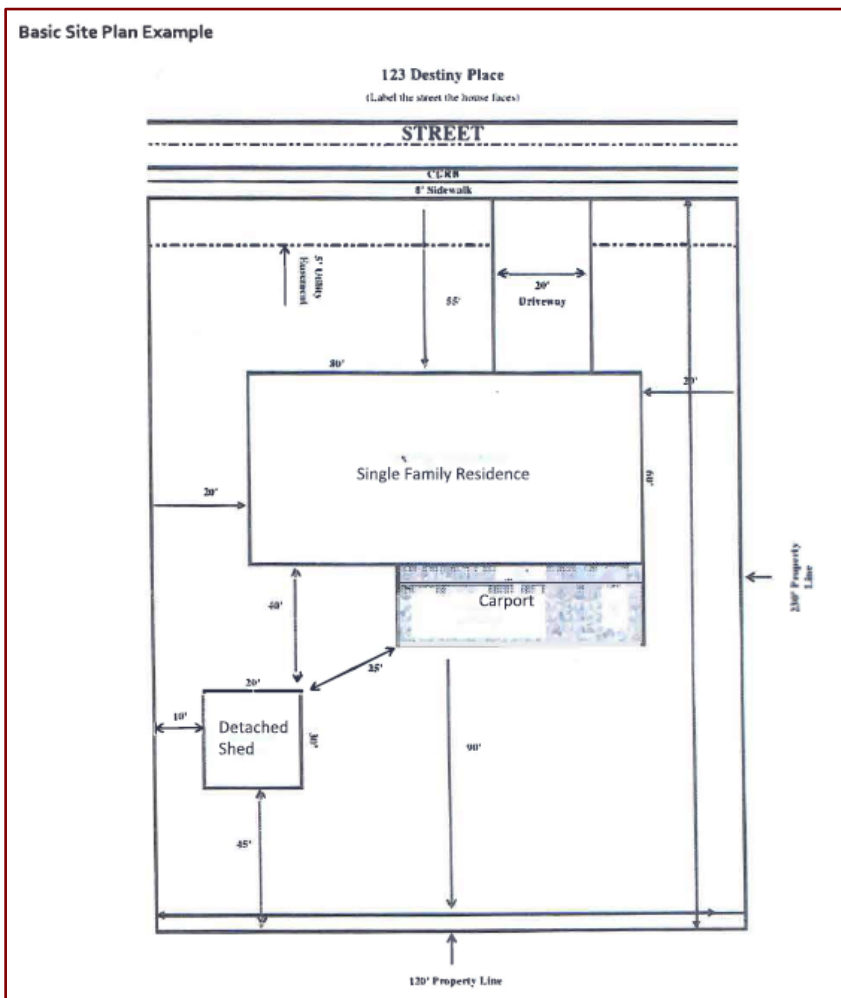 Basic Site Plan Example
123 Destiny Place
(Label the street the house faces)
STREET
CURB
8' Sidewalk
5' Utility
Easement
55'
20'
Driveway
80'
20'
Single Family Residence
60'
20'
230' Property
Line
Carport
40'
25'
20'
10'
Detached
Shed
30'
90'
45'
120' Property Line